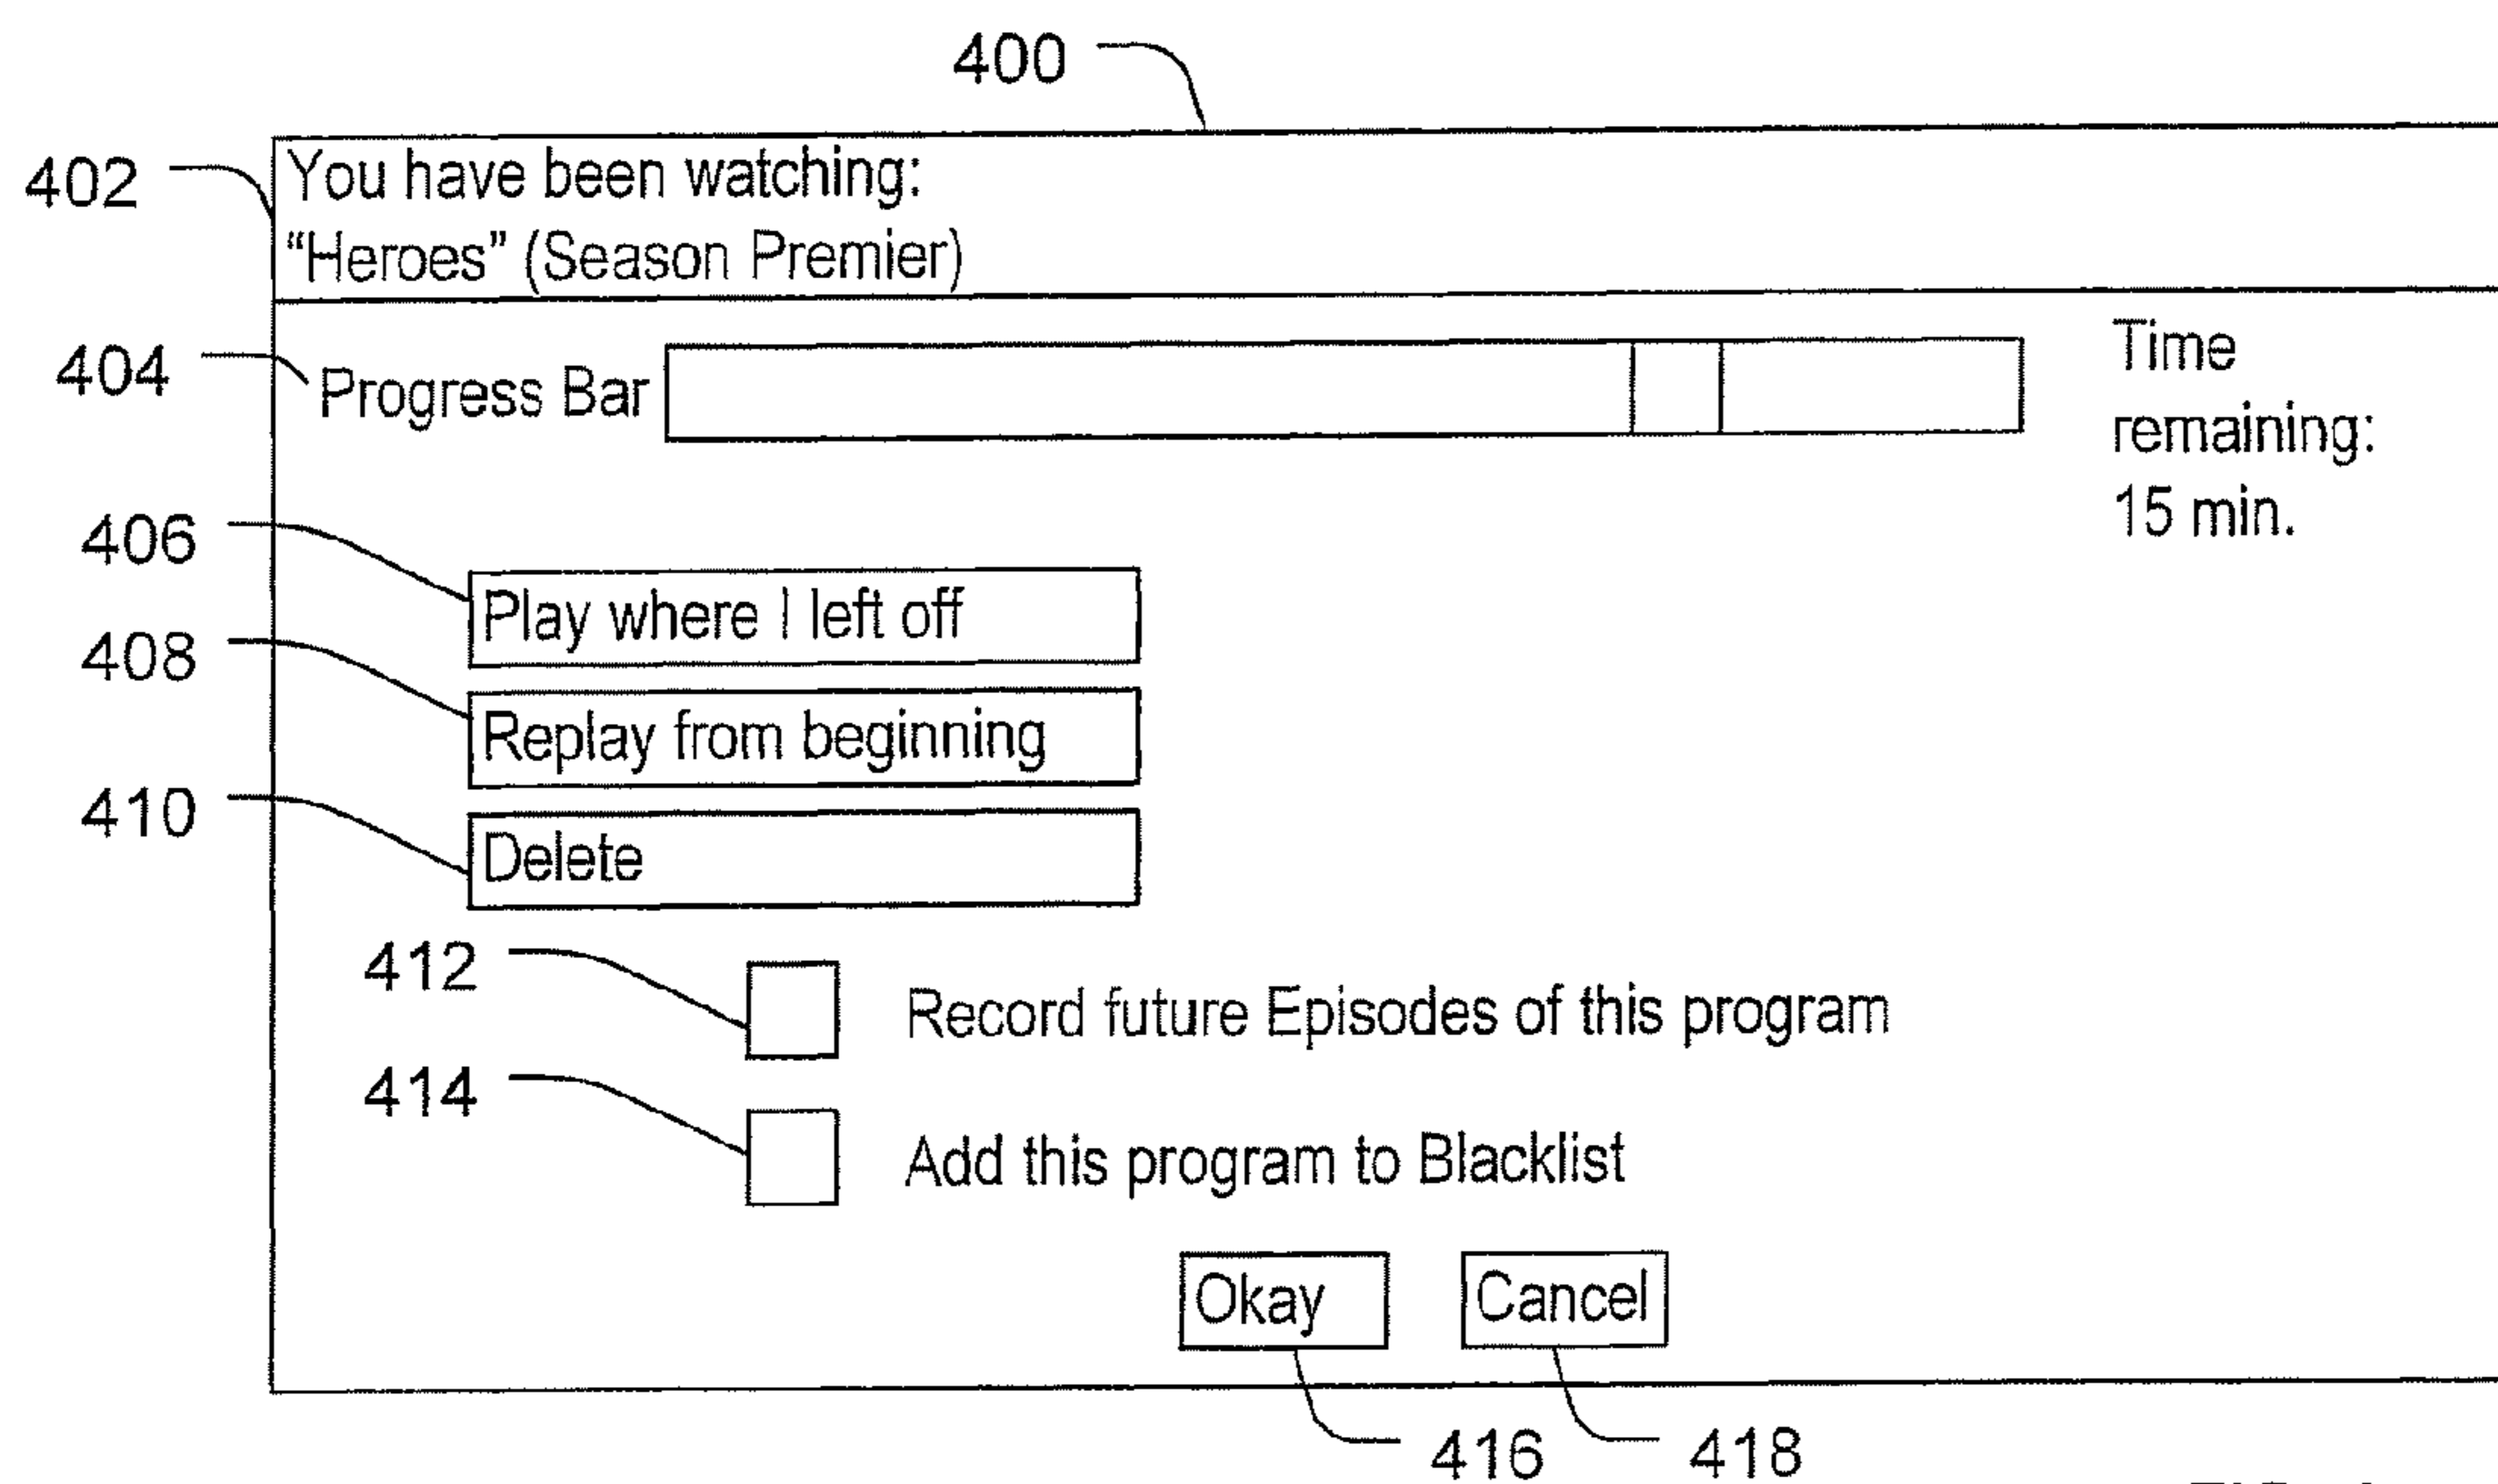 400
402
You have been watching:
“Heroes” (Season Premier)
404
Progress Bar
Time
remaining:
15 min.
406
Play where I left off
408
Replay from beginning
410
Delete
412
Record future Episodes of this program
414
Add this program to Blacklist
Okay
Cancel
416
418